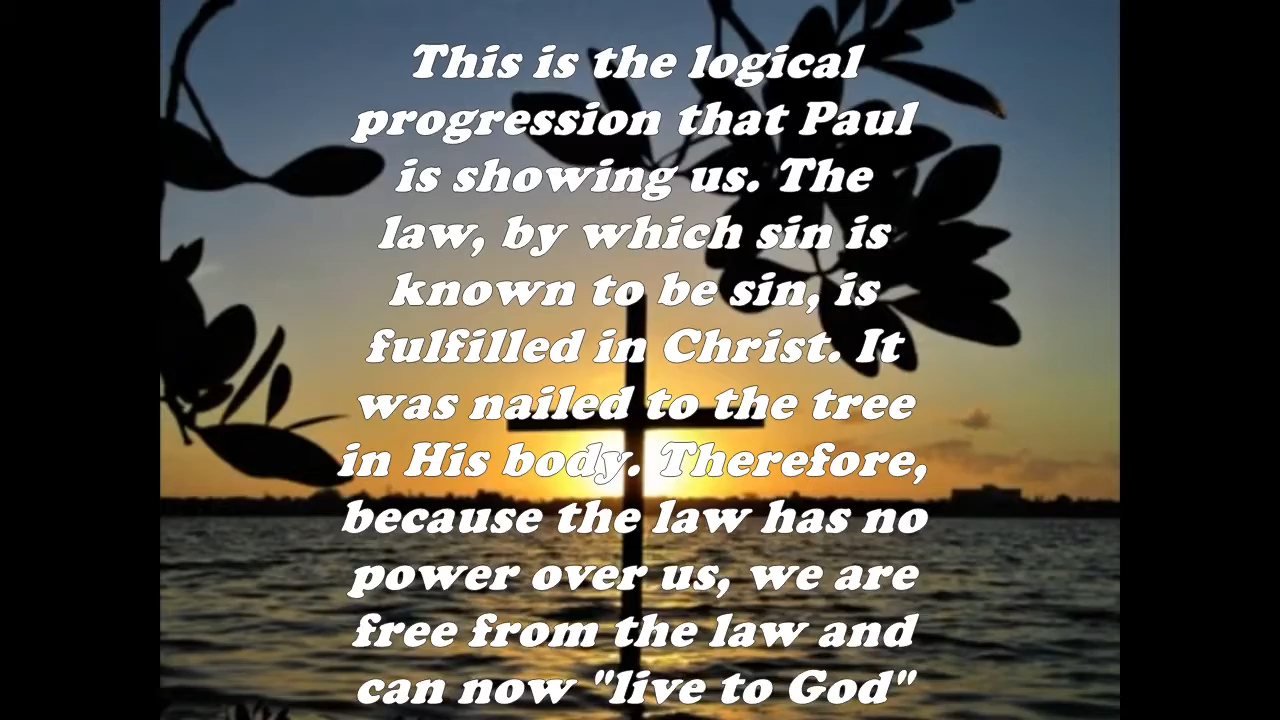 This is the logical
progression that Paul
is showing us. The
law, by which sin is
known to be sin, is
fulfilled in Christ. It
was nailed to the tree
in His body. Therefore,
because the law has no
power over us, we are
free from the law and
can now "live to God"